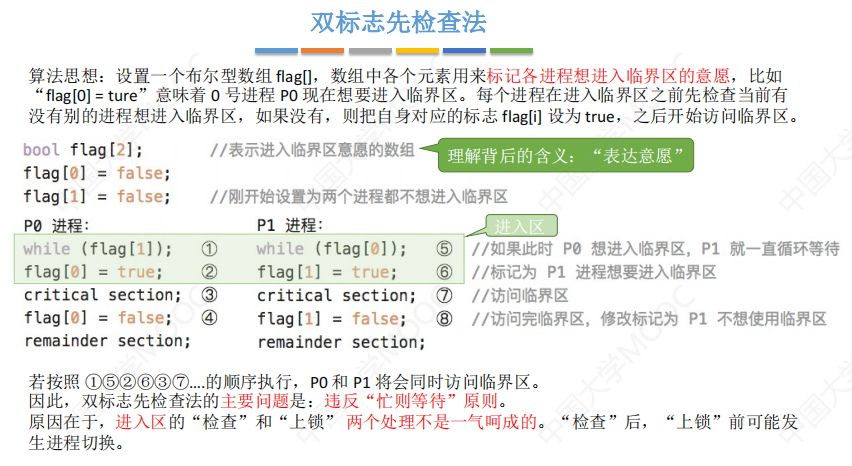 双标志先检查法
算法思想：设置一个布尔型数组 flag[]，数组中各个元素用来标记各进程想进入临界区的意愿，比如
“flag[0] = ture”意味着 0 号进程 P0 现在想要进入临界区。每个进程在进入临界区之前先检查当前有
没有别的进程想进入临界区，如果没有，则把自身对应的标志 flag[i] 设为 true，之后开始访问临界区。
bool flag[2]; //表示进入临界区意愿的数组
理解背后的含义：“表达意愿”
flag[0] = false;
flag[1] = false; //刚开始设置为两个进程都不想进入临界区
P0 进程： P1 进程： 进入区
while (flag[1]); ① while (flag[0]); ⑤ //如果此时 P0 想进入临界区，P1 就一直循环等待
flag[0] = true; ② flag[1] = true; ⑥ //标记为 P1 进程想要进入临界区
critical section; ③ critical section; ⑦ //访问临界区
flag[0] = false; ④ flag[1] = false; ⑧ //访问完临界区，修改标记为 P1 不想使用临界区
remainder section; remainder section;
若按照 ①⑤②⑥③⑦....的顺序执行，P0 和 P1 将会同时访问临界区。
因此，双标志先检查法的主要问题是：违反“忙则等待”原则。
原因在于，进入区的“检查”和“上锁” 两个处理不是一气呵成的。“检查”后，“上锁”前可能发
生进程切换。
中国大学MOOC